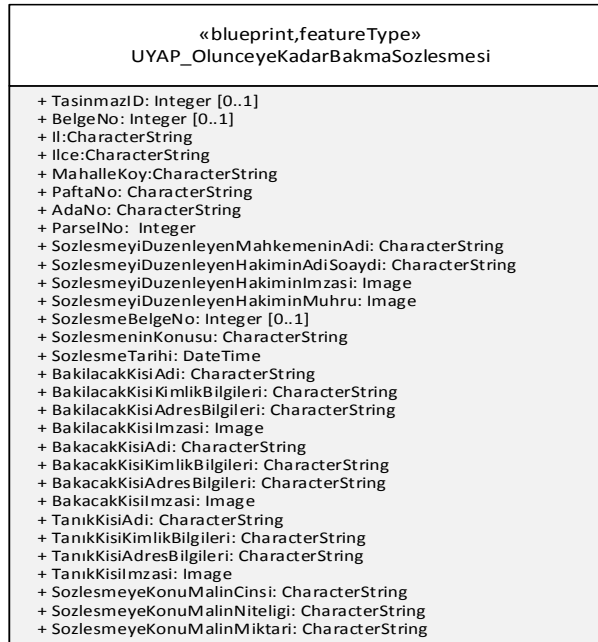 «blueprint,featureType»
UYAP_OlunceyeKadarBakmaSozlesmesi
+ TasinmazID: Integer [0..1]
+ BelgeNo: Integer [0..1]
+ Il:CharacterString
+ Ilce:CharacterString
+ MahalleKoy:CharacterString
+ PaftaNo: CharacterString
+ AdaNo: CharacterString
+ ParselNo: Integer
+ SozlesmeyiDuzenleyenMahkemeninAdi: CharacterString
+ SozlesmeyiDuzenleyenHakiminAdiSoaydi: CharacterString
+ SozlesmeyiDuzenleyenHakiminImzasi: Image
+ SozlesmeyiDuzenleyenHakiminMuhru: Image
+ SozlesmeBelgeNo: Integer [0..1]
+ SozlesmeninKonusu: CharacterString
+ SozlesmeTarihi: DateTime
+ BakilacakKisiAdi: CharacterString
+ BakilacakKisiKimlikBilgileri: CharacterString
+ BakilacakKisiAdresBilgileri: CharacterString
+ BakilacakKisiImzasi: Image
+ BakacakKisiAdi: CharacterString
+ BakacakKisiKimlikBilgileri: CharacterString
+ BakacakKisiAdresBilgileri: CharacterString
+ BakacakKisiImzasi: Image
+ TanıkKisiAdi: CharacterString
+ TanıkKisiKimlikBilgileri: CharacterString
+ TanıkKisiAdresBilgileri: CharacterString
+ TanıkKisiImzasi: Image
+ SozlesmeyeKonuMalinCinsi: CharacterString
+ SozlesmeyeKonuMalinNiteligi: CharacterString
+ SozlesmeyeKonuMalinMiktari: CharacterString